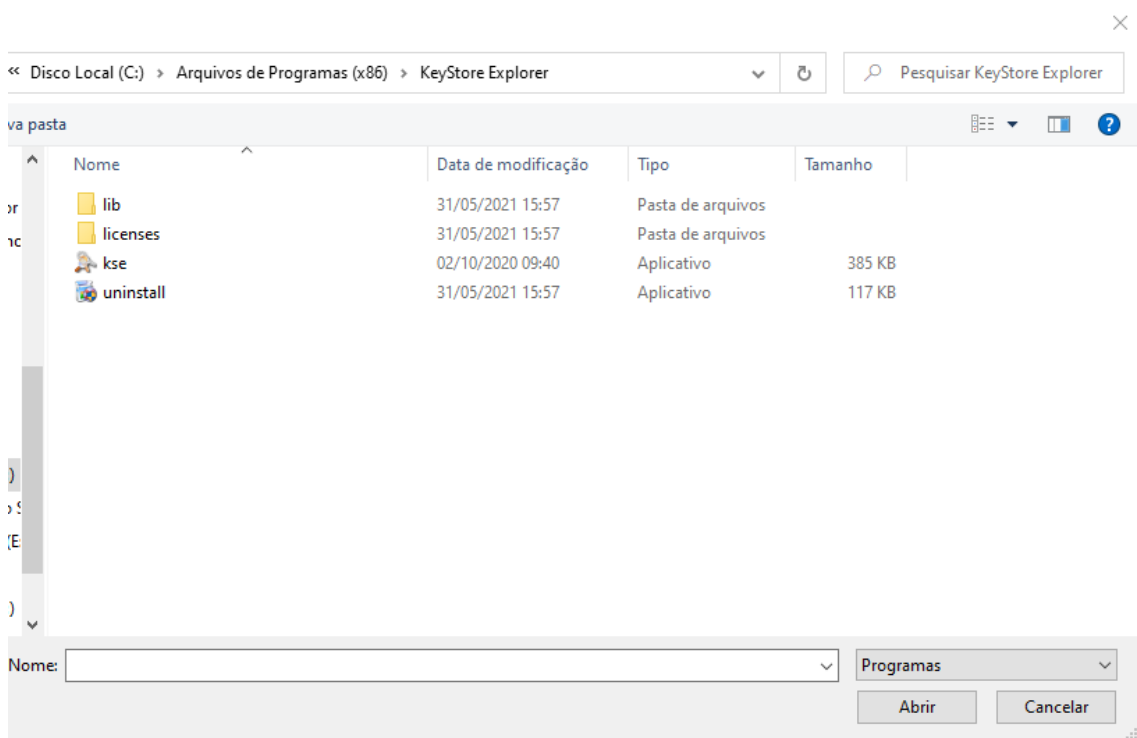 « Disco Local (C:) > Arquivos de Programas (x86) > KeyStore Explorer Pesquisar KeyStore Explorer
va pasta
Nome Data de modificação Tipo Tamanho
lib 31/05/2021 15:57 Pasta de arquivos
licenses 31/05/2021 15:57 Pasta de arquivos
kse 02/10/2020 09:40 Aplicativo 385 KB
uninstall 31/05/2021 15:57 Aplicativo 117 KB
Nome: Programas
Abrir Cancelar